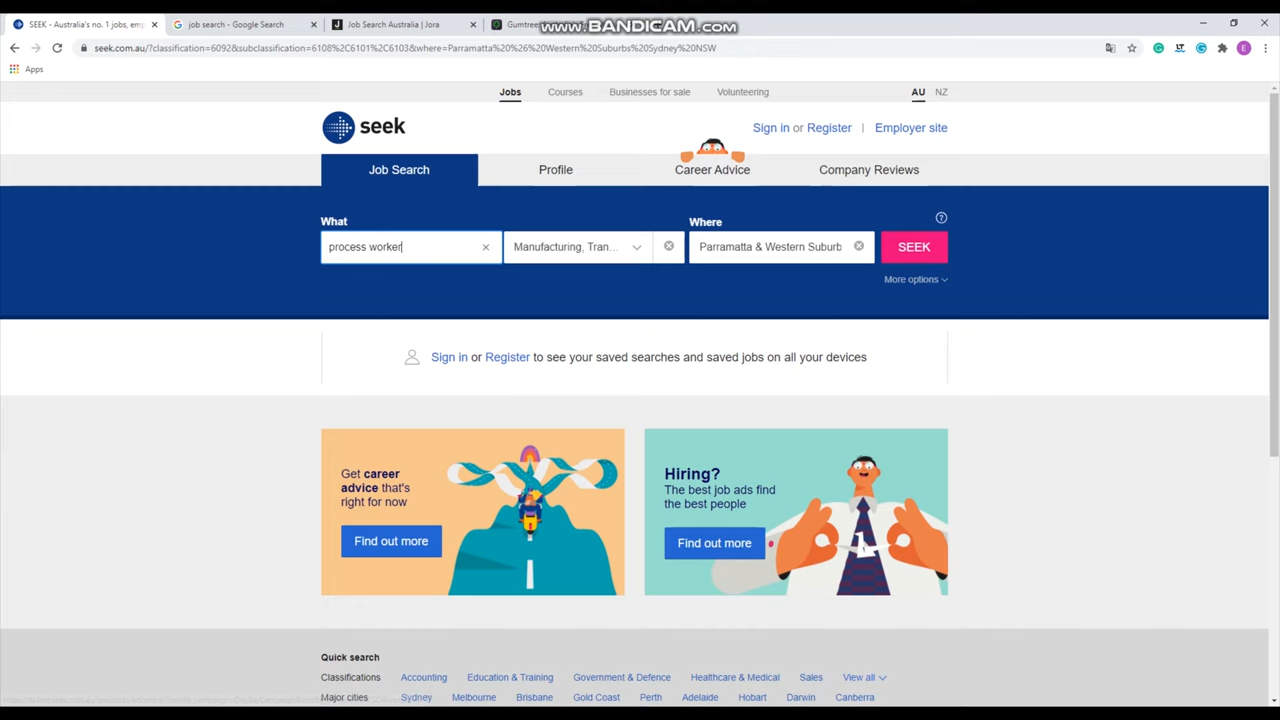 SEEK - Australia's no. 1 jobs, emp
job search - Google Search
Job Search Australia | Jora
Gumtree
www.BANDICAM.com
seek.com.au/?classification=6092&subclassification=6108%2C6101%2C6103&where=Parramatta%20%26%20Western%20Suburbs%20Sydney%20NSW
E
Apps
Jobs Courses Businesses for sale Volunteering AU NZ
seek
Sign in or Register | Employer site
Job Search Profile Career Advice Company Reviews
What Where
process worker Manufacturing, Tran... Parramatta & Western Suburb SEEK
More options
Sign in or Register to see your saved searches and saved jobs on all your devices
Get career
advice that's
right for now
Find out more
Hiring?
The best job ads find
the best people
Find out more
Quick search
Classifications Accounting Education & Training Government & Defence Healthcare & Medical Sales View all
Major cities Sydney Melbourne Brisbane Gold Coast Perth Adelaide Hobart Darwin Canberra